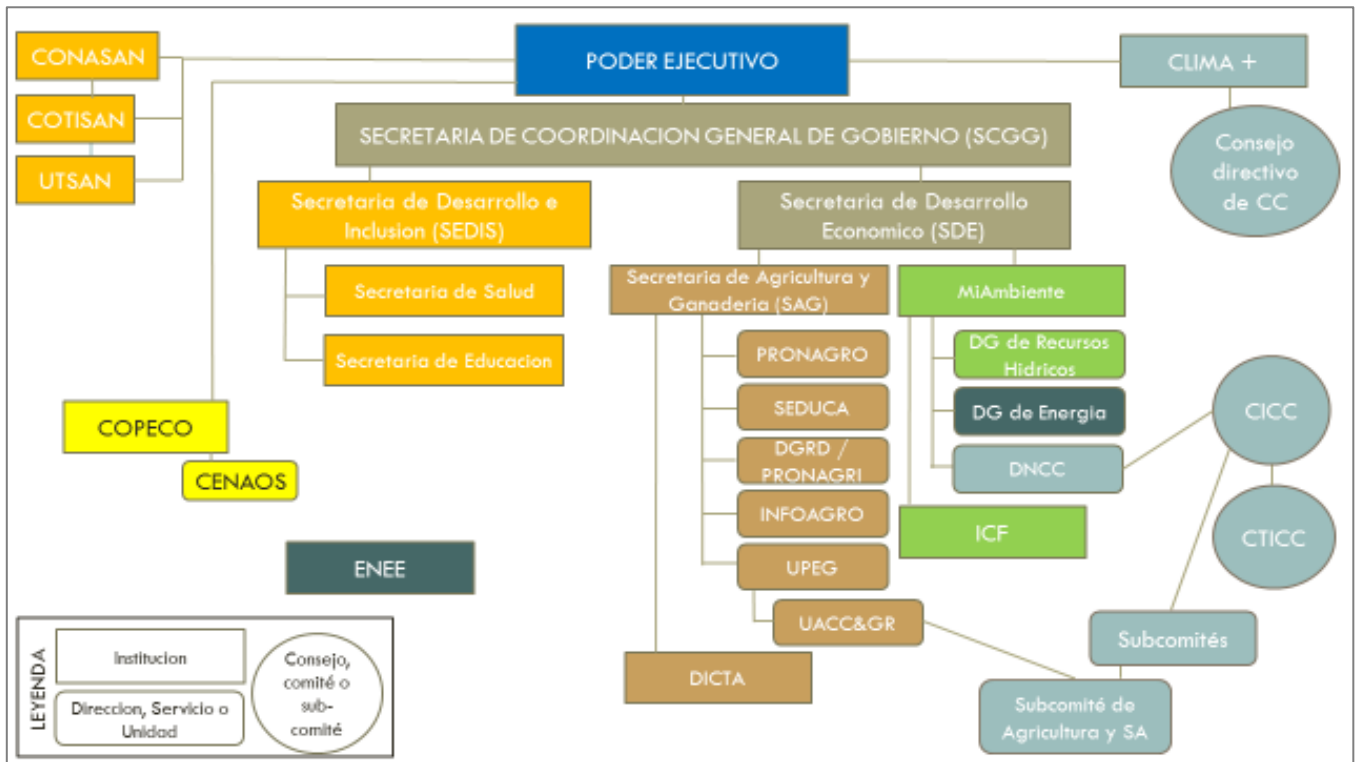 CONASAN
PODER EJECUTIVO
CLIMA +
COTISAN
SECRETARIA DE COORDINACION GENERAL DE GOBIERNO (SCGG)
Consejo
directivo
de CC
UTSAN
Secretaria de Desarrollo e
Inclusion (SEDIS)
Secretaria de Desarrollo
Economico (SDE)
Secretaria de Salud
Secretaria de Educacion
Secretaria de Agricultura y
Ganaderia (SAG)
MiAmbiente
PRONAGRO
SEDUCA
DGRD /
PRONAGRI
INFOAGRO
UPEG
UACC&GR
DICTA
DG de Recursos
Hidricos
DG de Energia
DNCC
ICF
CICC
CTICC
Subcomités
Subcomité de
Agricultura y SA
COPECO
CENAOS
ENEE
LEYENDA
Institucion
Direccion, Servicio o
Unidad
Consejo,
comité o
sub-
comité